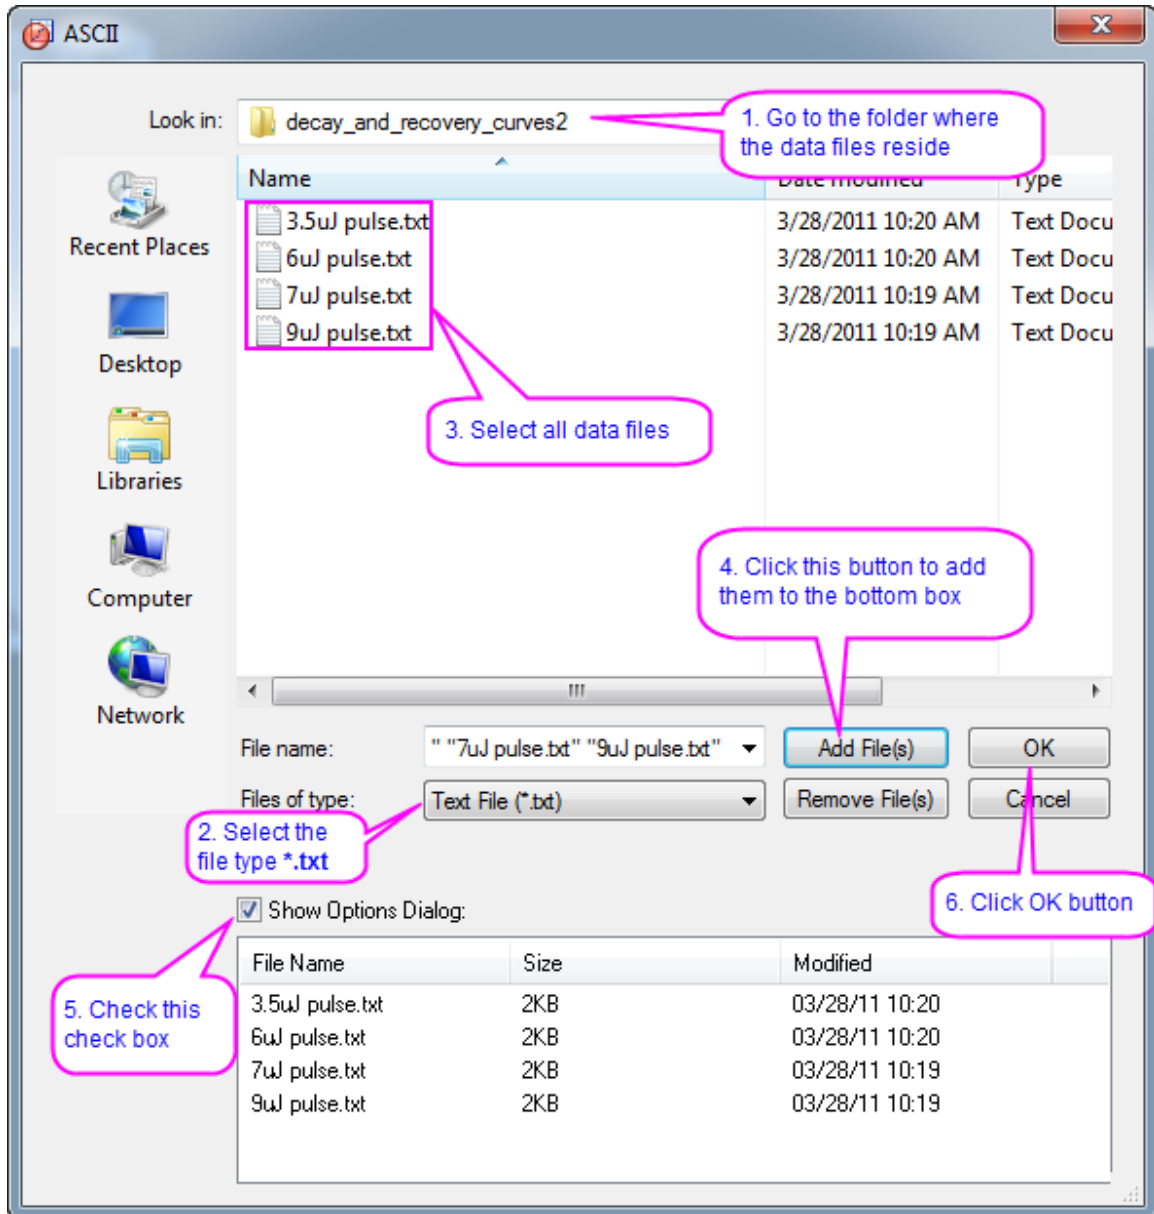 ASCII
Look in:
decay_and_recovery_curves2
1. Go to the folder where
the data files reside
Name
Date modified
Type
3.5uJ pulse.txt
3/28/2011 10:20 AM
Text Docu
6uJ pulse.txt
3/28/2011 10:20 AM
Text Docu
7uJ pulse.txt
3/28/2011 10:19 AM
Text Docu
9uJ pulse.txt
3/28/2011 10:19 AM
Text Docu
Recent Places
Desktop
Libraries
Computer
Network
3. Select all data files
4. Click this button to add
them to the bottom box
File name:
" "7uJ pulse.txt" "9uJ pulse.txt"
Add File(s)
OK
Files of type:
Text File (*.txt)
Remove File(s)
Cancel
2. Select the
file type *.txt
6. Click OK button
Show Options Dialog:
5. Check this
check box
File Name
Size
Modified
3.5uJ pulse.txt
2KB
03/28/11 10:20
6uJ pulse.txt
2KB
03/28/11 10:20
7uJ pulse.txt
2KB
03/28/11 10:19
9uJ pulse.txt
2KB
03/28/11 10:19